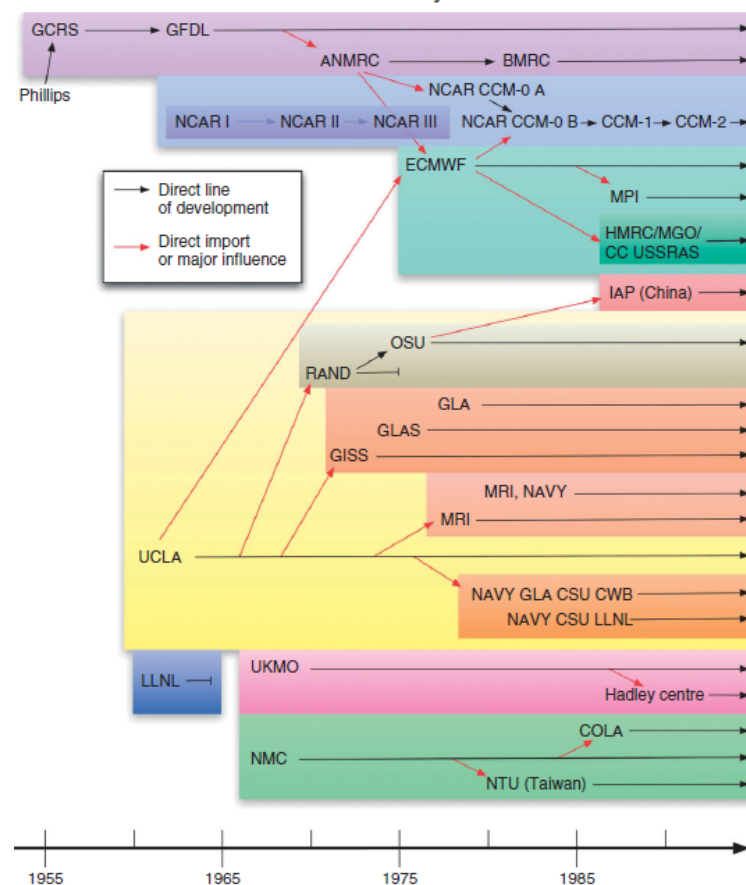 GCRS
GFDL
ANMRC
BMRC
Phillips
NCAR CCM-0 A
NCAR I
NCAR II
NCAR III
NCAR CCM-0 B
CCM-1
CCM-2
ECMWF
MPI
Direct line
of development
Direct import
or major influence
HMRC/MGO/
CC USSRAS
IAP (China)
OSU
RAND
GLA
GLAS
GISS
MRI, NAVY
MRI
UCLA
NAVY GLA CSU CWB
NAVY CSU LLNL
UKMO
LLNL
Hadley centre
COLA
NMC
NTU (Taiwan)
1955
1965
1975
1985